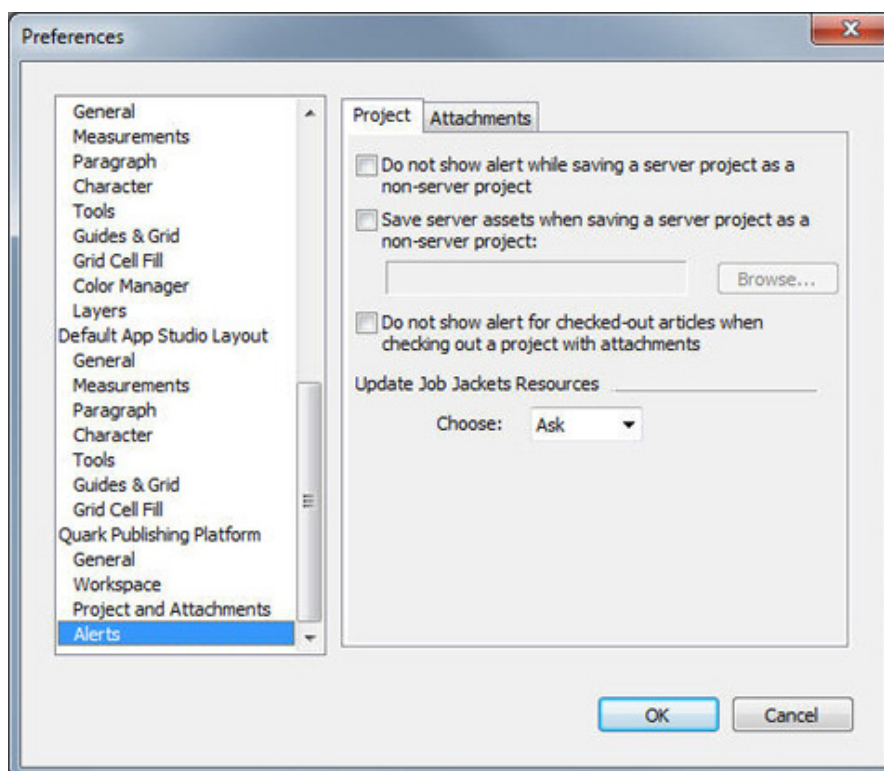 Preferences
General
Measurements
Paragraph
Character
Tools
Guides & Grid
Grid Cell Fill
Color Manager
Layers
Default App Studio Layout
General
Measurements
Paragraph
Character
Tools
Guides & Grid
Grid Cell Fill
Quark Publishing Platform
General
Workspace
Project and Attachments
Alerts
Project Attachments
Do not show alert while saving a server project as a
non-server project
Save server assets when saving a server project as a
non-server project:
Browse...
Do not show alert for checked-out articles when
checking out a project with attachments
Update Job Jackets Resources
Choose: Ask
OK Cancel